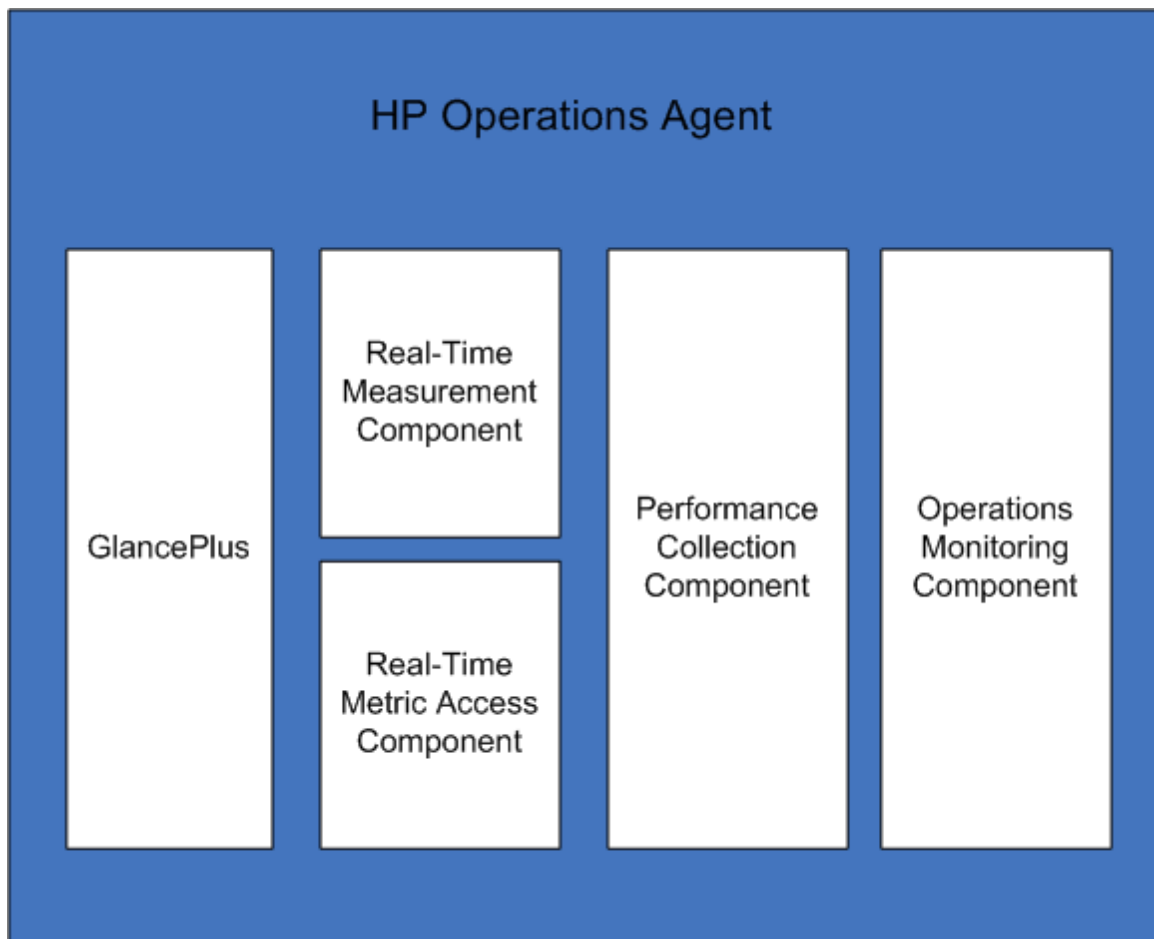 HP Operations Agent
GlancePlus
Real-Time
Measurement
Component
Real-Time
Metric Access
Component
Performance
Collection
Component
Operations
Monitoring
Component